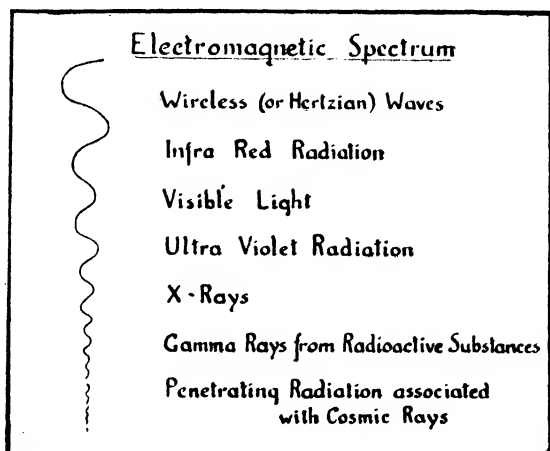 Electromagnetic Spectrum
Wireless (or Hertzian) Waves
Infra Red Radiation
Visible Light
Ultra Violet Radiation
X-Rays
Gamma Rays from Radioactive Substances
Penetrating Radiation associated
with Cosmic Rays